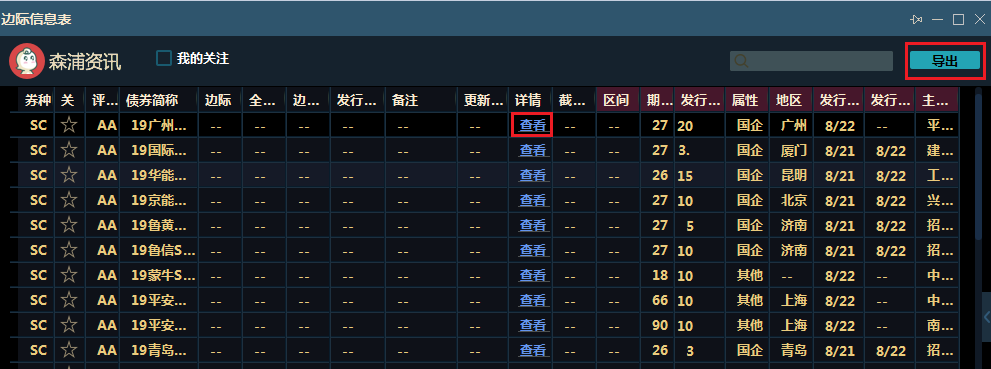 边际信息表
森浦资讯 我的关注 导出
券种 关 评... 债券简称 边际 全... 边... 发行... 备注 更新... 详情 截... 区间 期... 发行... 属性 地区 发行... 发行... 主...
SC ☆ AA 19广州... -- -- -- -- -- -- 查看 -- -- 27 20 国企 广州 8/22 -- 平...
SC ☆ AA 19国际... -- -- -- -- -- -- 查看 -- -- 27 3. 国企 厦门 8/21 8/22 建...
SC ☆ AA 19华能... -- -- -- -- -- -- 查看 -- -- 26 15 国企 昆明 8/21 8/22 工...
SC ☆ AA 19京能... -- -- -- -- -- -- 查看 -- -- 27 10 国企 北京 8/21 8/22 兴...
SC ☆ AA 19鲁黄... -- -- -- -- -- -- 查看 -- -- 27 5 国企 济南 8/21 8/22 招...
SC ☆ AA 19鲁信S... -- -- -- -- -- -- 查看 -- -- 27 10 国企 济南 8/21 8/22 招...
SC ☆ AA 19蒙牛S... -- -- -- -- -- -- 查看 -- -- 18 10 其他 -- 8/22 -- 中...
SC ☆ AA 19平安... -- -- -- -- -- -- 查看 -- -- 66 10 其他 上海 8/22 -- 中...
SC ☆ AA 19平安... -- -- -- -- -- -- 查看 -- -- 90 10 其他 上海 8/22 -- 南...
SC ☆ AA 19青岛... -- -- -- -- -- -- 查看 -- -- 26 3 国企 青岛 8/21 8/22 招...